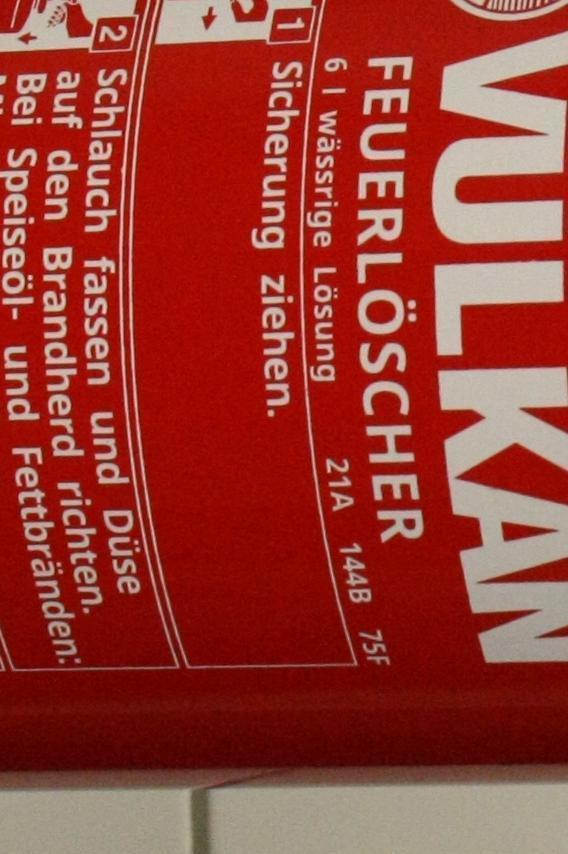 VULKAN
FEUERLÖSCHER
6 l wässrige Lösung 21A 144B 75F
1 Sicherung ziehen.
2 Schlauch fassen und Düse
auf den Brandherd richten.
Bei Speiseöl- und Fettbränden: